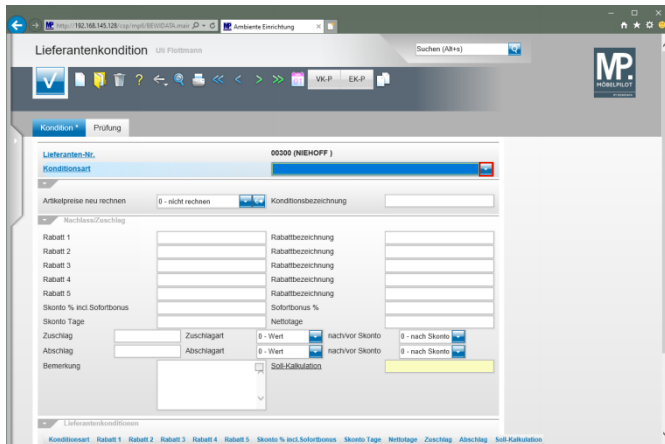 http://192.168.145.128/csp/mp6/BEWIDATA.mair
Ambiente Einrichtung
Lieferantenkondition Uli Plottmann
Suchen (Alt+s)
VK-P EK-P
MP.
MÖBELPILOT
Kondition * Prüfung
Lieferanten-Nr. 00300 (NIEHOFF )
Konditionsart
Artikelpreise neu rechnen 0 - nicht rechnen Konditionsbezeichnung
Nachlass/Zuschlag
Rabatt 1 Rabattbezeichnung
Rabatt 2 Rabattbezeichnung
Rabatt 3 Rabattbezeichnung
Rabatt 4 Rabattbezeichnung
Rabatt 5 Rabattbezeichnung
Skonto % incl.Sofortbonus Sofortbonus %
Skonto Tage Nettotage
Zuschlag Zuschlagart 0 - Wert nach/vor Skonto 0 - nach Skonto
Abschlag Abschlagart 0 - Wert nach/vor Skonto 0 - nach Skonto
Bemerkung Soll-Kalkulation
Lieferantenkonditionen
Konditionsart Rabatt 1 Rabatt 2 Rabatt 3 Rabatt 4 Rabatt 5 Skonto % incl.Sofortbonus Skonto Tage Nettotage Zuschlag Abschlag Soll-Kalkulation